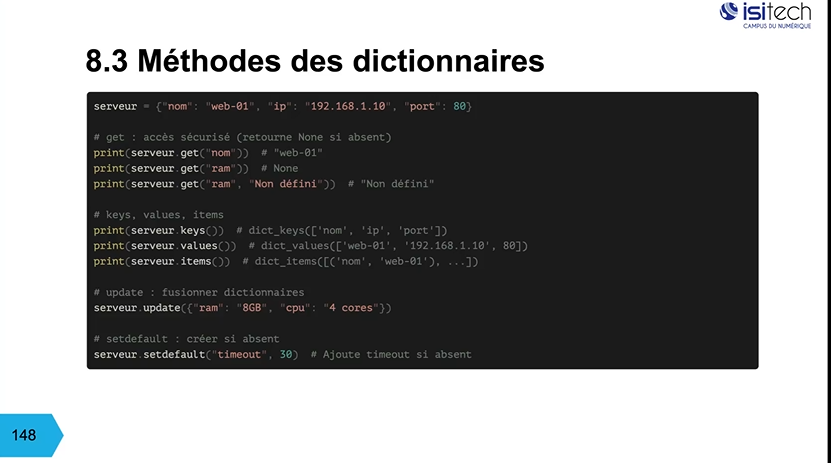 isitech
CAMPUS DU NUMÉRIQUE
8.3 Méthodes des dictionnaires
serveur = {"nom": "web-01", "ip": "192.168.1.10", "port": 80}
# get : accès sécurisé (retourne None si absent)
print(serveur.get("nom"))  # "web-01"
print(serveur.get("ram"))  # None
print(serveur.get("ram", "Non défini"))  # "Non défini"
# keys, values, items
print(serveur.keys())  # dict_keys(['nom', 'ip', 'port'])
print(serveur.values())  # dict_values(['web-01', '192.168.1.10', 80])
print(serveur.items())  # dict_items([('nom', 'web-01'), ...])
# update : fusionner dictionnaires
serveur.update({"ram": "8GB", "cpu": "4 cores"})
# setdefault : créer si absent
serveur.setdefault("timeout", 30)  # Ajoute timeout si absent
148